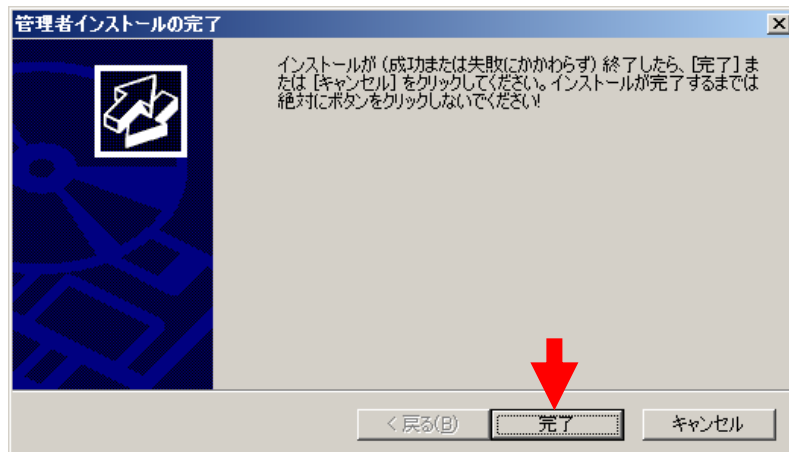 管理者インストールの完了
インストールが (成功または失敗にかかわらず) 終了したら、[完了] ま
たは [キャンセル] をクリックしてください。インストールが完了するまでは
絶対にボタンをクリックしないでください!
< 戻る(B)
完了
キャンセル